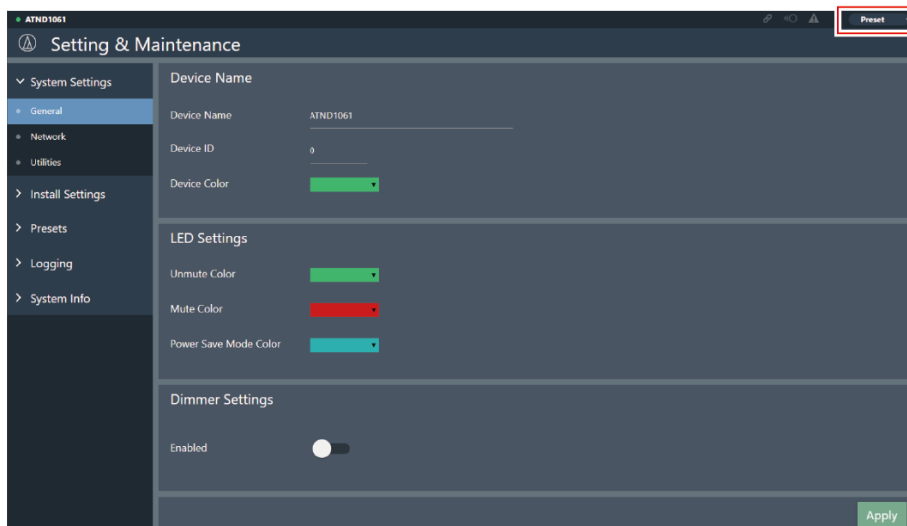 ATND1061
Preset
Setting & Maintenance
System Settings
General
Network
Utilities
Install Settings
Presets
Logging
System Info
Device Name
Device Name
ATND1061
Device ID
0
Device Color
LED Settings
Unmute Color
Mute Color
Power Save Mode Color
Dimmer Settings
Enabled
Apply